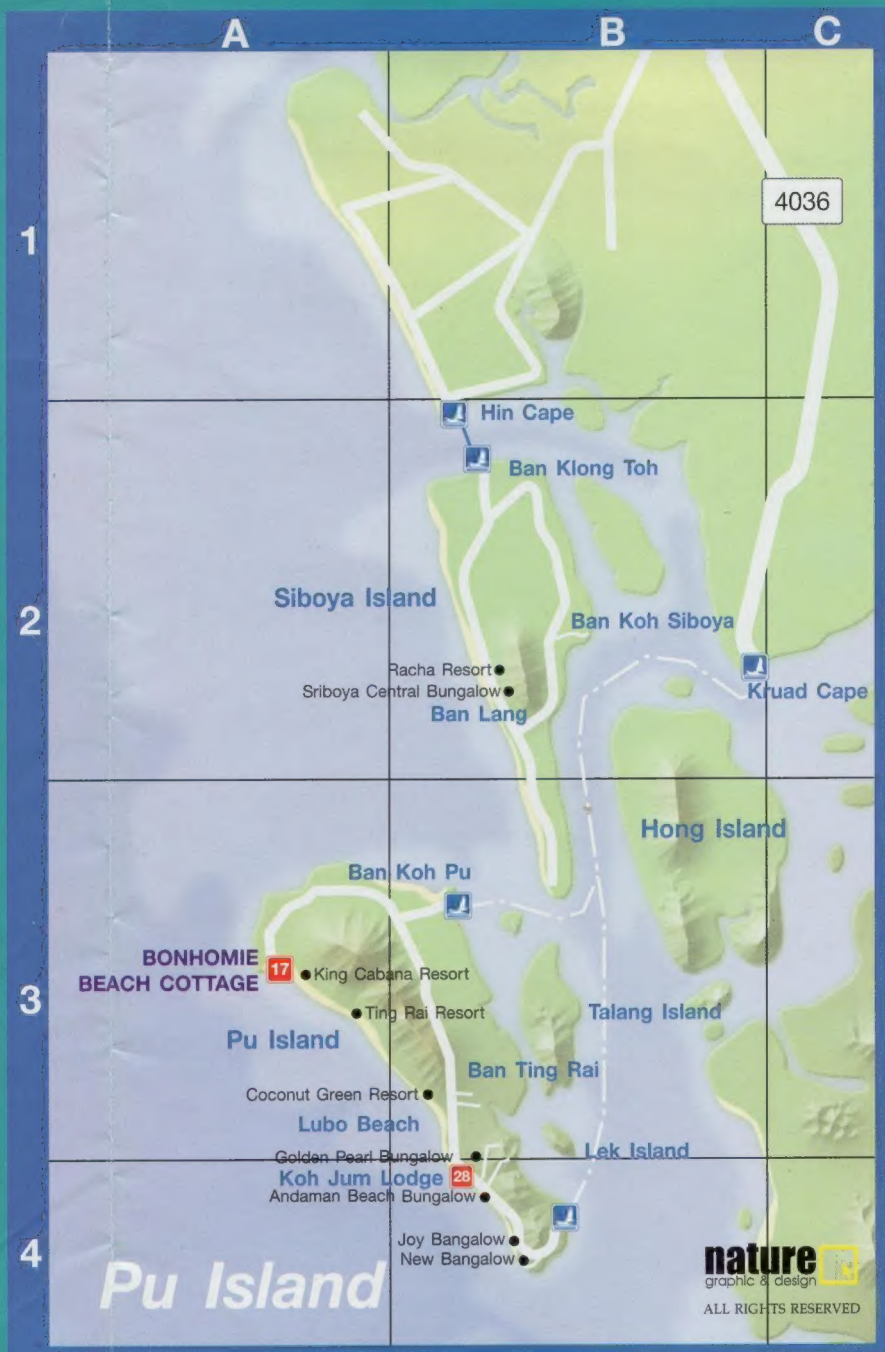 A B C
1
4036
Hin Cape
Ban Klong Toh
2
Siboya Island
Ban Koh Siboya
Racha Resort
Sriboya Central Bungalow
Kruad Cape
Ban Lang
Hong Island
Ban Koh Pu
3
BONHOMIE
BEACH COTTAGE
17
King Cabana Resort
Ting Rai Resort
Talang Island
Pu Island
Ban Ting Rai
Coconut Green Resort
Lubo Beach
Lek Island
Golden Pearl Bungalow
Koh Jum Lodge 28
Andaman Beach Bungalow
4
Joy Bangalow
New Bangalow
Pu Island
nature
graphic & design
ALL RIGHTS RESERVED